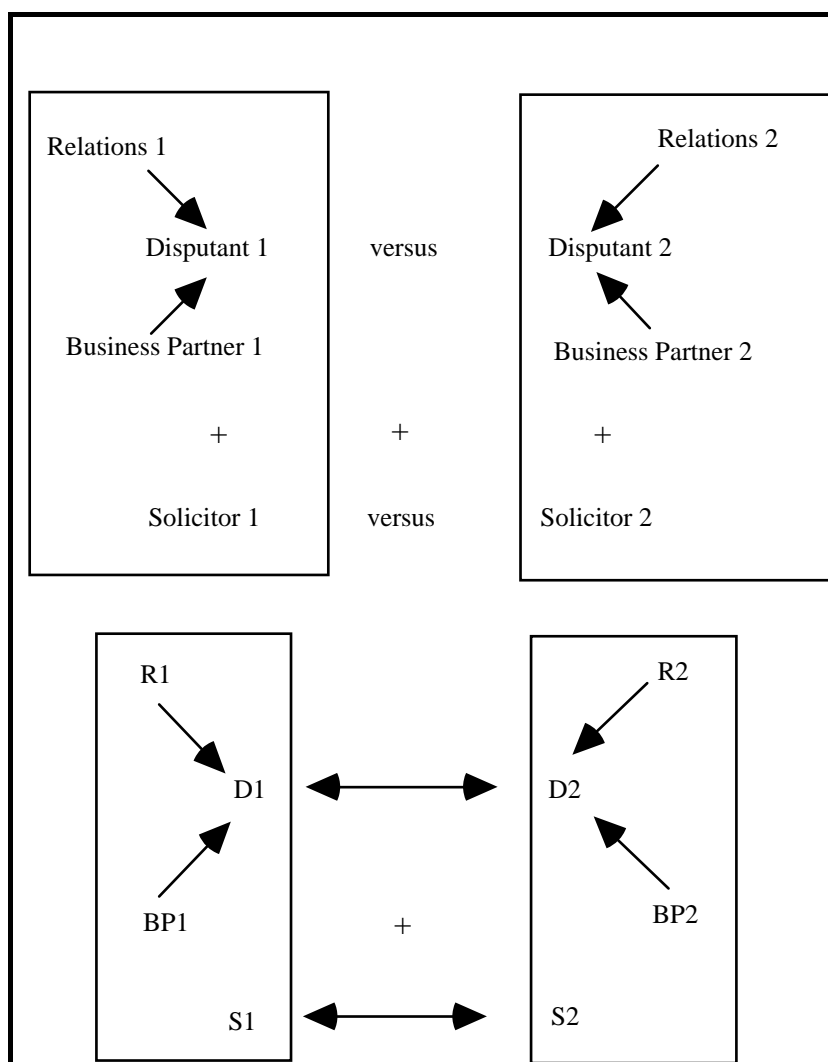 Relations 1
Relations 2
Disputant 1 versus Disputant 2
Business Partner 1
Business Partner 2
+ + +
Solicitor 1 versus Solicitor 2
R1
R2
D1
D2
BP1
BP2
+
S1
S2